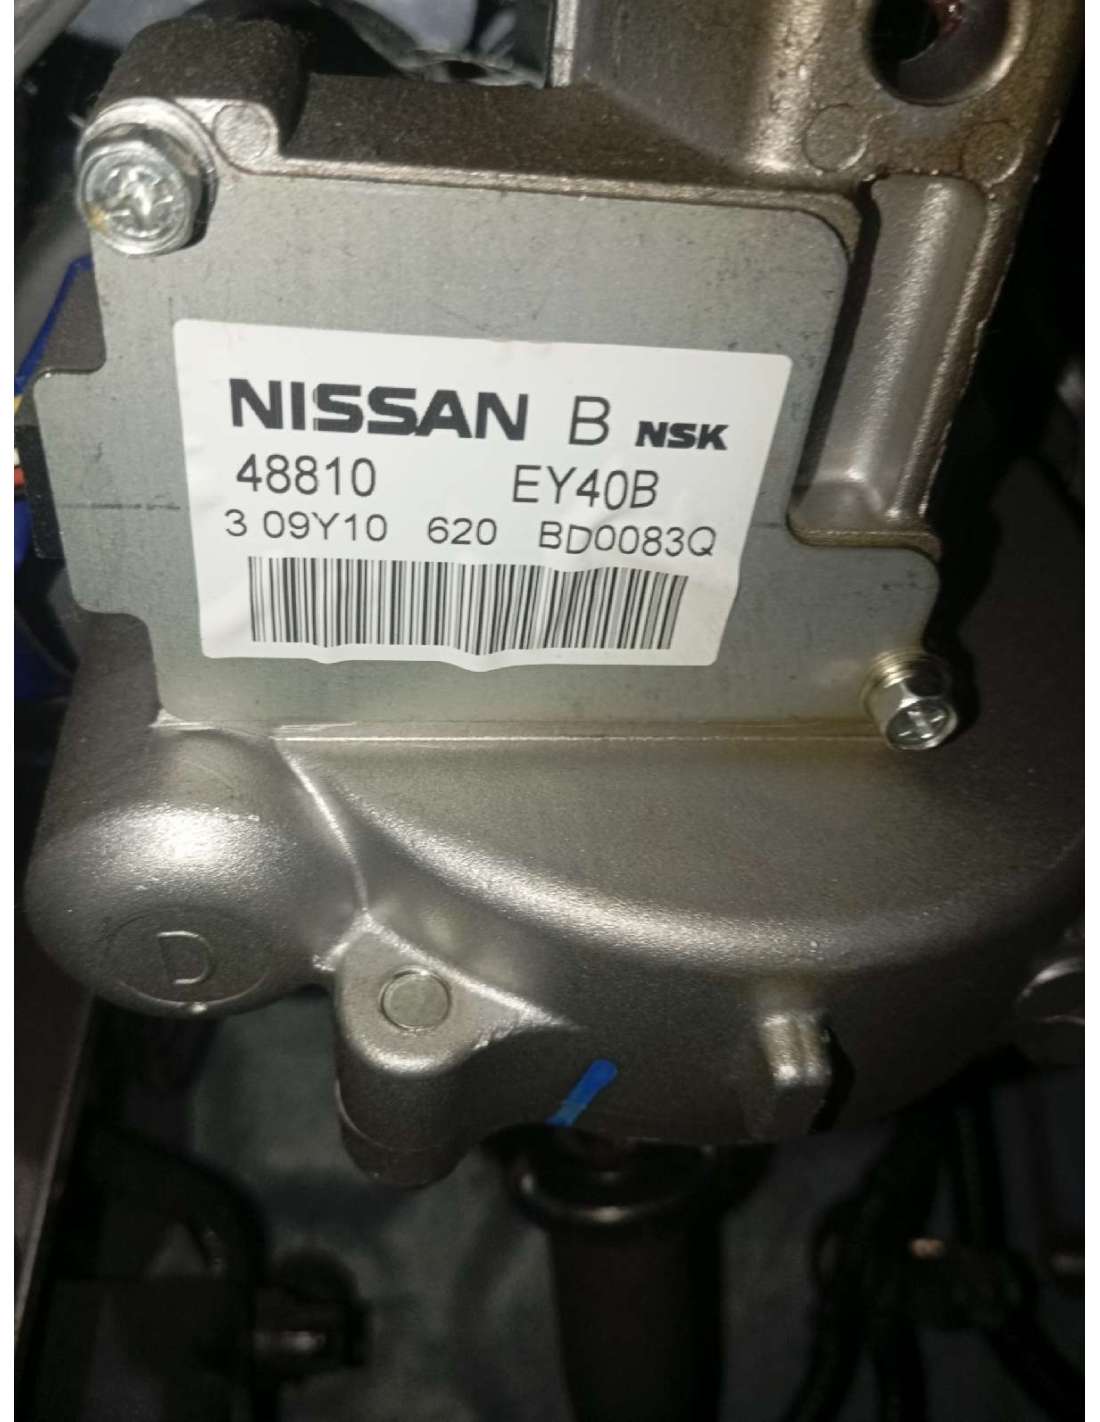 NISSAN B NSK
48810 EY40B
3 09Y10 620 BD0083Q
D